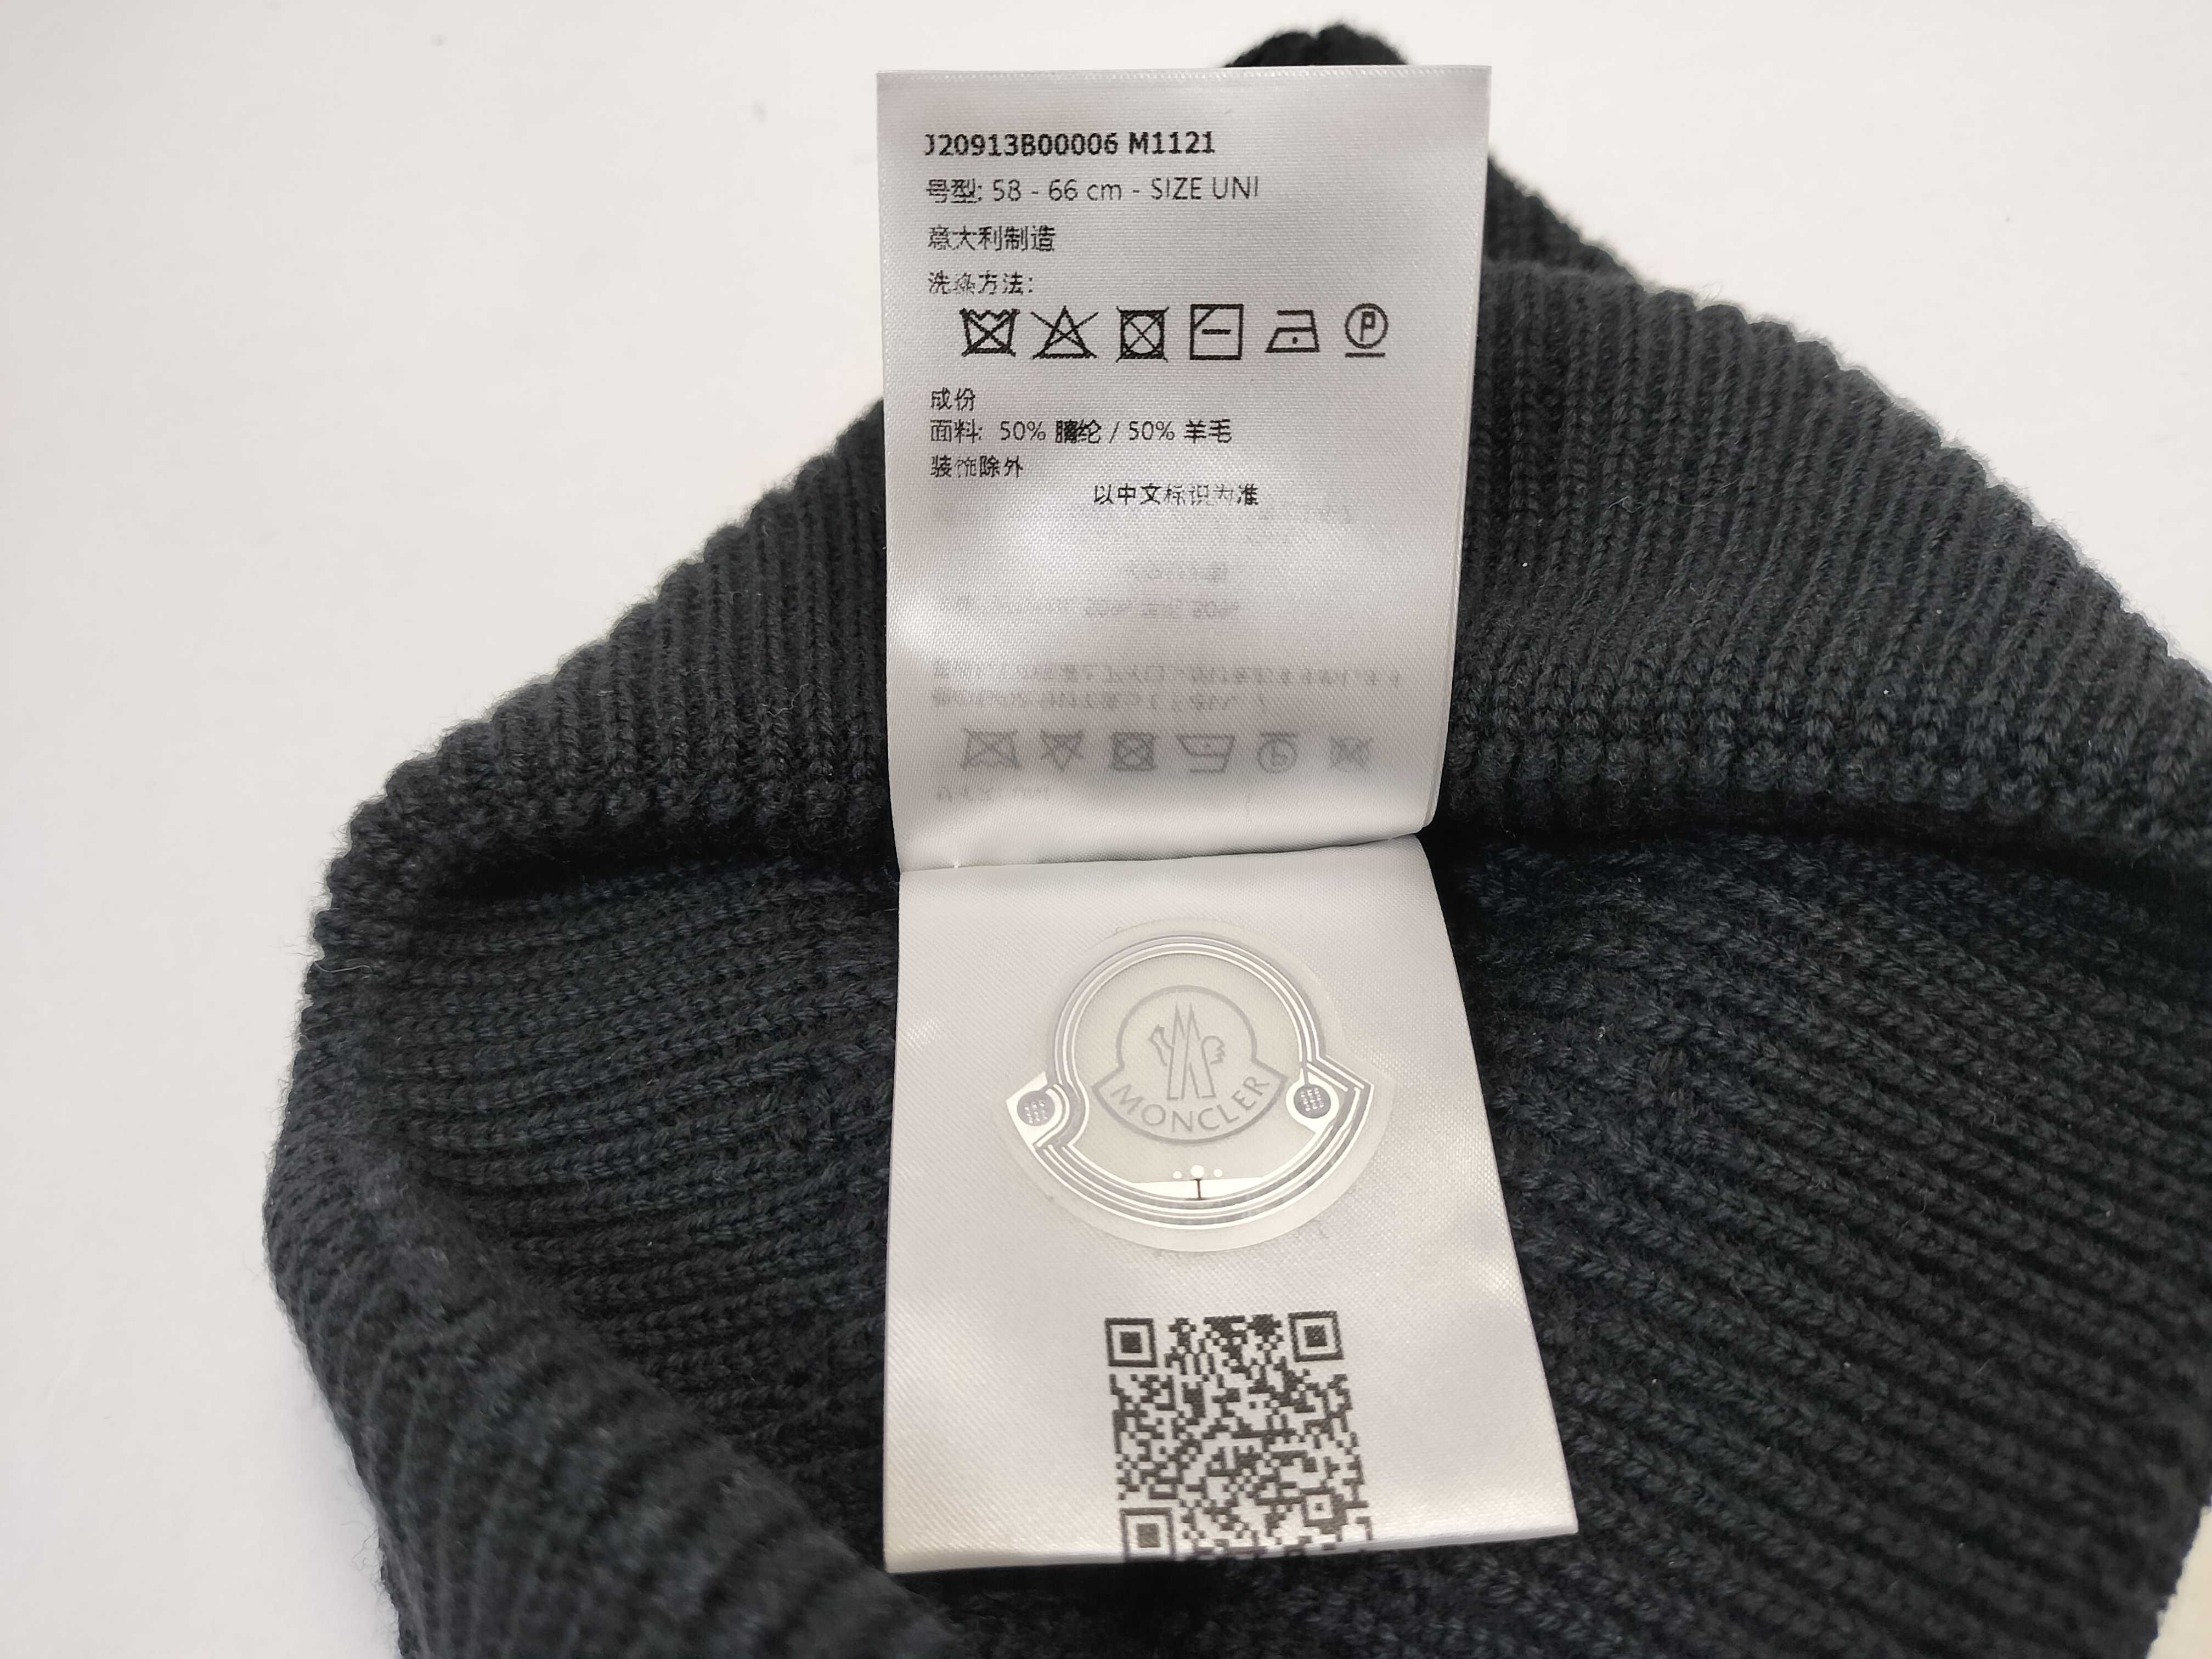 J20913B00006 M1121
号型: 58 - 66 cm - SIZE UNI
意大利制造
洗涤方法:
P
成份
面料: 50% 腈纶 / 50% 羊毛
装饰除外
以中文标识为准
MONCLER